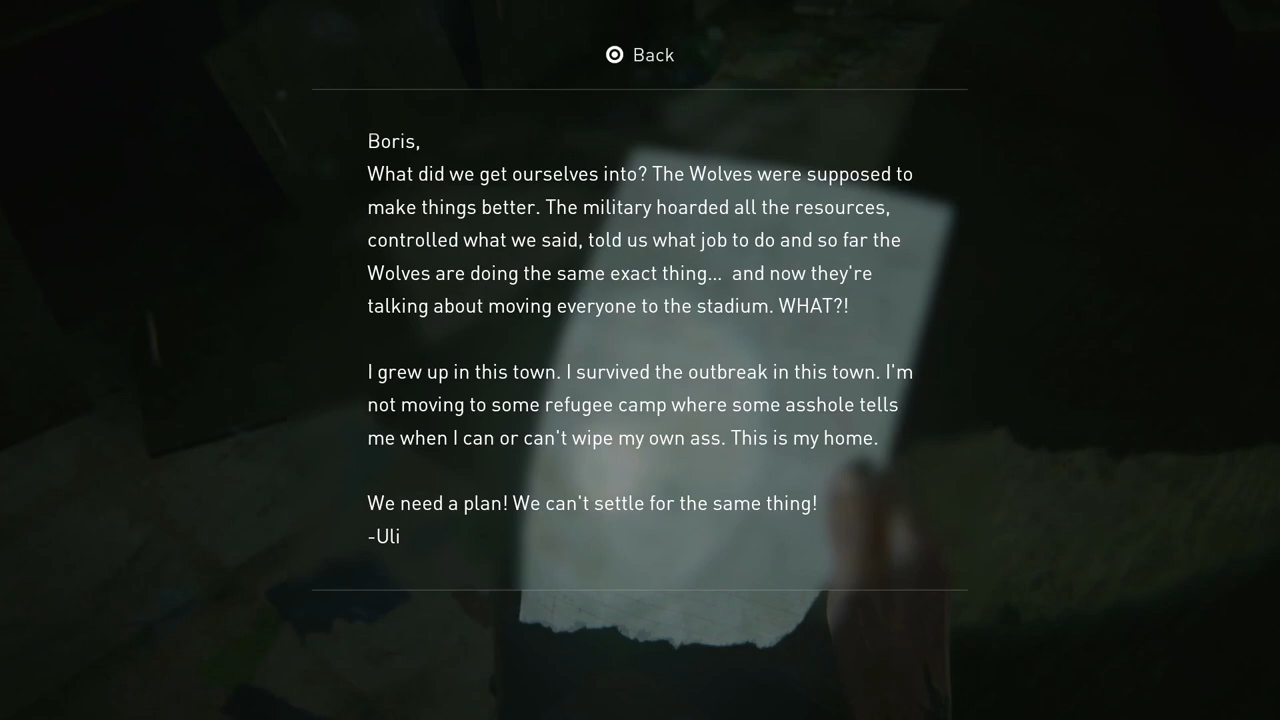 Back
Boris,
What did we get ourselves into? The Wolves were supposed to
make things better. The military hoarded all the resources,
controlled what we said, told us what job to do and so far the
Wolves are doing the same exact thing...  and now they're
talking about moving everyone to the stadium. WHAT?!
I grew up in this town. I survived the outbreak in this town. I'm
not moving to some refugee camp where some asshole tells
me when I can or can't wipe my own ass. This is my home.
We need a plan! We can't settle for the same thing!
-Uli